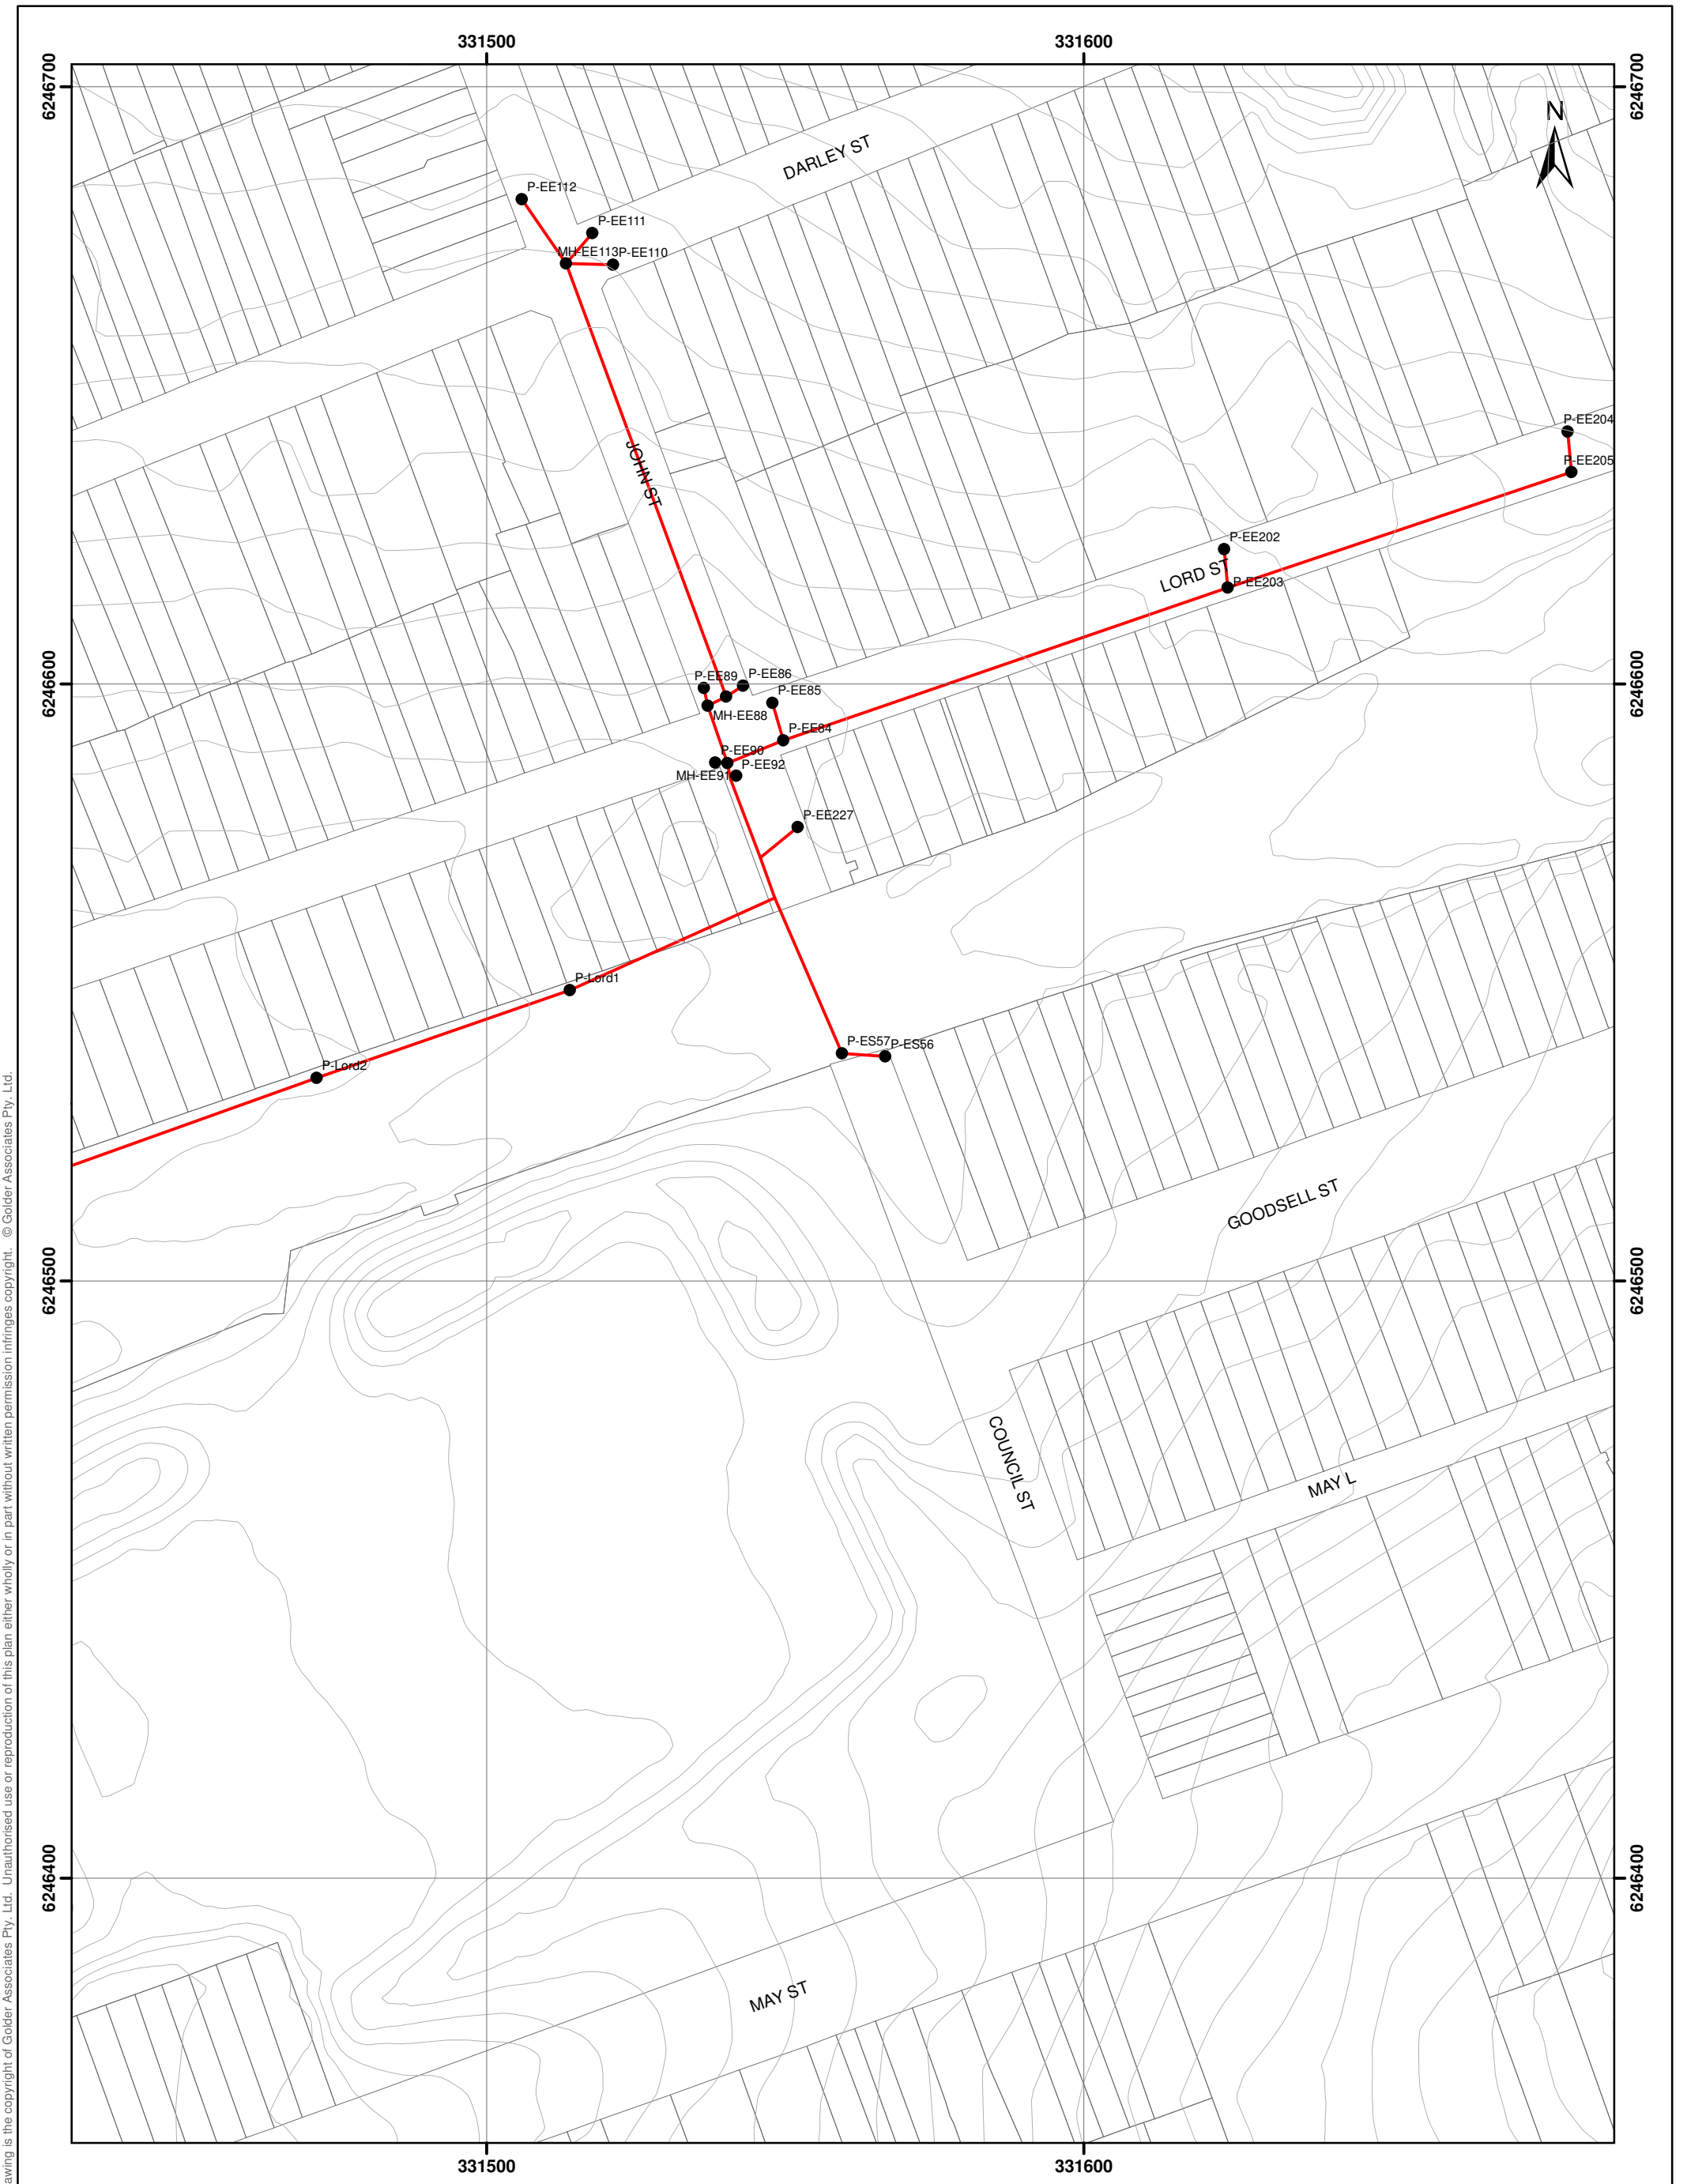 331500
331600
6246700
6246700
N
DARLEY ST
P-EE112
P-EE111
MH-EE113
P-EE110
JOHN ST
P-EE204
P-EE205
P-EE202
LORD ST
P-EE203
6246600
6246600
P-EE89
P-EE86
P-EE85
MH-EE88
P-EE84
P-EE90
MH-EE91
P-EE92
P-EE227
P-Lord1
P-ES57
P-ES56
P-Lord2
GOODSELL ST
6246500
6246500
COUNCIL ST
MAY L
6246400
6246400
MAY ST
331500
331600
awing is the copyright of Golder Associates Pty. Ltd. Unauthorised use or reproduction of this plan either wholly or in part without written permission infringes copyright. © Golder Associates Pty. Ltd.